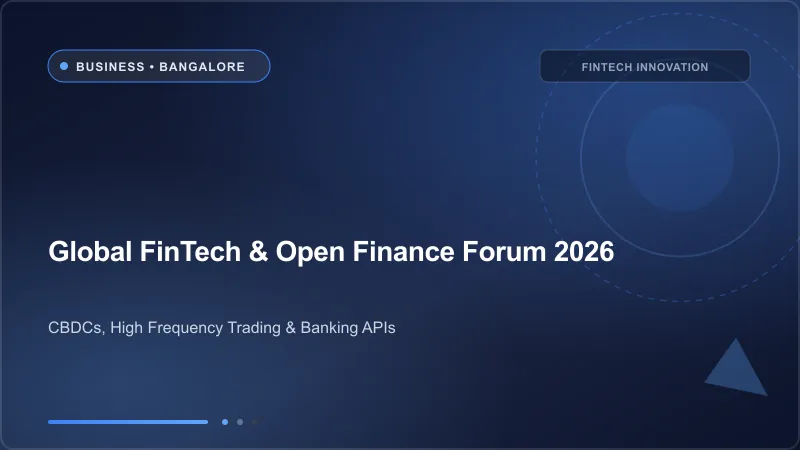 BUSINESS • BANGALORE
FINTECH INNOVATION
Global FinTech & Open Finance Forum 2026
CBDCs, High Frequency Trading & Banking APIs